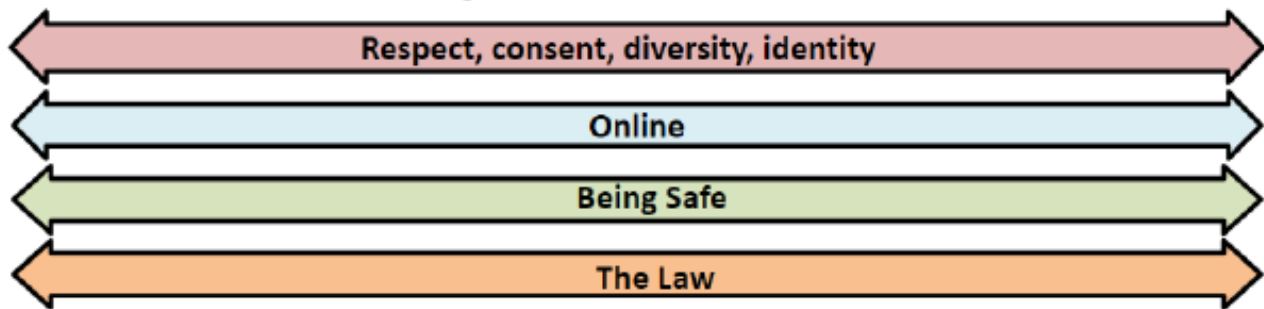 Respect, consent, diversity, identity
Online
Being Safe
The Law